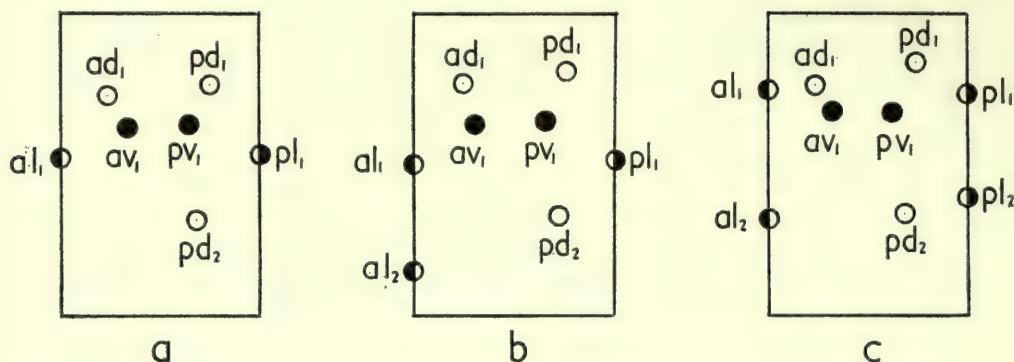 ad₁ pd₁
al₁ av₁ pv₁ pl₁
pd₂
a
ad₁ pd₁
al₁ av₁ pv₁ pl₁
pd₂
al₂
b
ad₁ pd₁
al₁ av₁ pv₁ pl₁
al₂ pd₂ pl₂
c